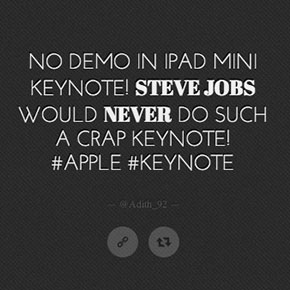 NO DEMO IN IPAD MINI
KEYNOTE! STEVE JOBS
WOULD NEVER DO SUCH
A CRAP KEYNOTE!
#APPLE #KEYNOTE
— @Adith_92 —